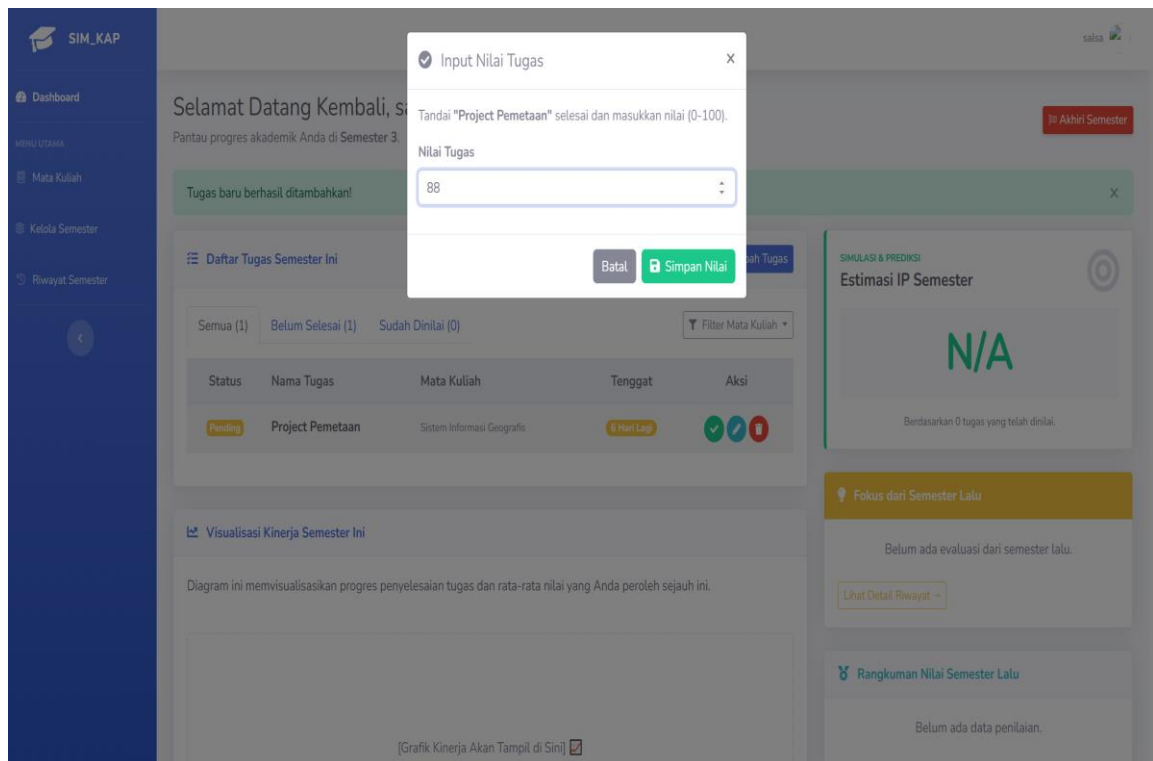 SIM_KAP
Dashboard
MENU UTAMA
Mata Kuliah
Kelola Semester
Riwayat Semester
salsa
Input Nilai Tugas
X
Tandai "Project Pemetaan" selesai dan masukkan nilai (0-100).
Nilai Tugas
88
Batal
Simpan Nilai
Selamat Datang Kembali,
Pantau progres akademik Anda di Semester 3.
Akhiri Semester
Tugas baru berhasil ditambahkan!
X
Daftar Tugas Semester Ini
Tugas
Semua (1)
Belum Selesai (1)
Sudah Dinilai (0)
Filter Mata Kuliah
Status Nama Tugas Mata Kuliah Tenggat Aksi
Pending Project Pemetaan Sistem Informasi Geografis 6 Hari Lagi
SIMULASI & PREDIKSI
Estimasi IP Semester
N/A
Berdasarkan 0 tugas yang telah dinilai.
Fokus dari Semester Lalu
Belum ada evaluasi dari semester lalu.
Lihat Detail Riwayat →
Visualisasi Kinerja Semester Ini
Diagram ini memvisualisasikan progres penyelesaian tugas dan rata-rata nilai yang Anda peroleh sejauh ini.
[Grafik Kinerja Akan Tampil di Sini]
Rangkuman Nilai Semester Lalu
Belum ada data penilaian.